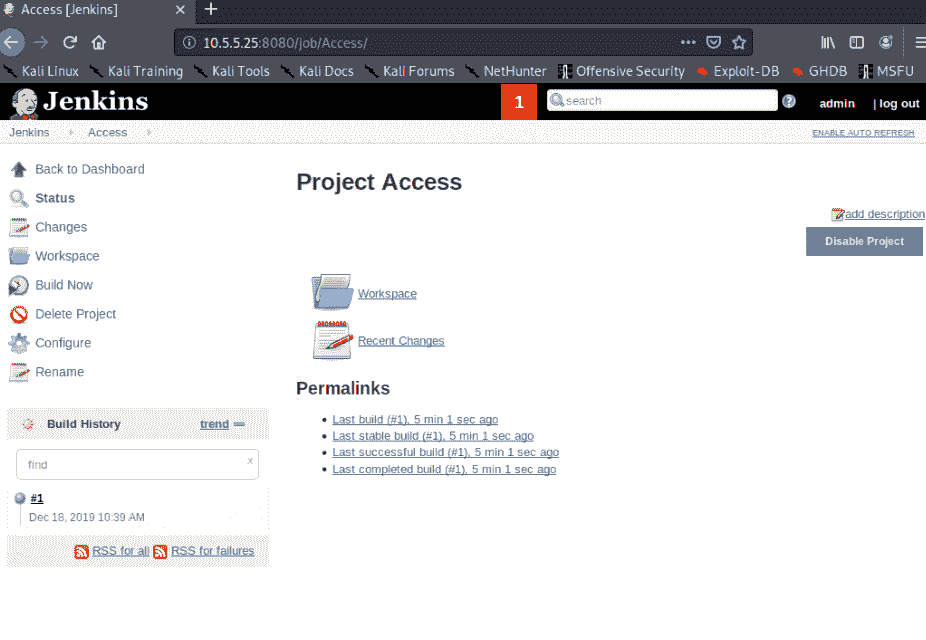 Access [Jenkins]
10.5.5.25:8080/job/Access/
Kali Linux Kali Training Kali Tools Kali Docs Kali Forums NetHunter Offensive Security Exploit-DB GHDB MSFU
Jenkins 1 search admin | log out
Jenkins Access ENABLE AUTO REFRESH
Back to Dashboard
Status
Changes
Workspace
Build Now
Delete Project
Configure
Rename
Build History trend
find x
#1
Dec 18, 2019 10:39 AM
RSS for all RSS for failures
Project Access
add description
Disable Project
Workspace
Recent Changes
Permalinks
Last build (#1), 5 min 1 sec ago
Last stable build (#1), 5 min 1 sec ago
Last successful build (#1), 5 min 1 sec ago
Last completed build (#1), 5 min 1 sec ago